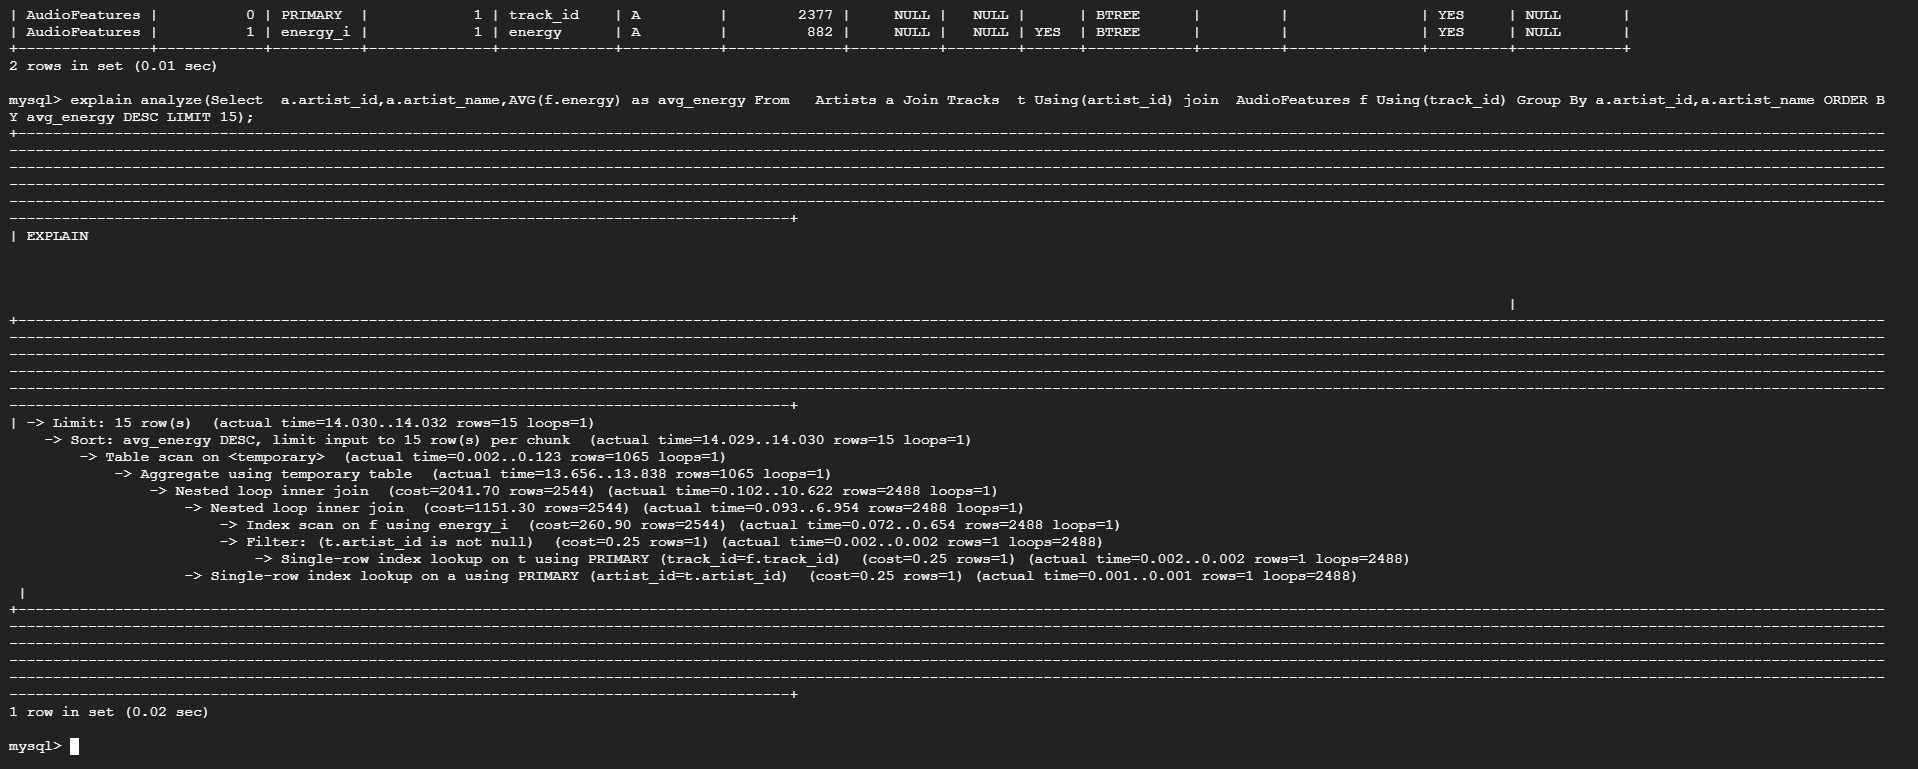 | AudioFeatures |          0 | PRIMARY  |            1 | track_id    | A         |        2377 |     NULL |   NULL |      | BTREE      |         |               | YES     | NULL       |
| AudioFeatures |          1 | energy_i |            1 | energy      | A         |         882 |     NULL |   NULL | YES  | BTREE      |         |               | YES     | NULL       |
2 rows in set (0.01 sec)
mysql> explain analyze(Select  a.artist_id,a.artist_name,AVG(f.energy) as avg_energy From   Artists a Join Tracks  t Using(artist_id) join  AudioFeatures f Using(track_id) Group By a.artist_id,a.artist_name ORDER B
Y avg_energy DESC LIMIT 15);
| EXPLAIN
|
| -> Limit: 15 row(s)  (actual time=14.030..14.032 rows=15 loops=1)
    -> Sort: avg_energy DESC, limit input to 15 row(s) per chunk  (actual time=14.029..14.030 rows=15 loops=1)
        -> Table scan on <temporary>  (actual time=0.002..0.123 rows=1065 loops=1)
            -> Aggregate using temporary table  (actual time=13.656..13.838 rows=1065 loops=1)
                -> Nested loop inner join  (cost=2041.70 rows=2544) (actual time=0.102..10.622 rows=2488 loops=1)
                    -> Nested loop inner join  (cost=1151.30 rows=2544) (actual time=0.093..6.954 rows=2488 loops=1)
                        -> Index scan on f using energy_i  (cost=260.90 rows=2544) (actual time=0.072..0.654 rows=2488 loops=1)
                        -> Filter: (t.artist_id is not null)  (cost=0.25 rows=1) (actual time=0.002..0.002 rows=1 loops=2488)
                            -> Single-row index lookup on t using PRIMARY (track_id=f.track_id)  (cost=0.25 rows=1) (actual time=0.002..0.002 rows=1 loops=2488)
                    -> Single-row index lookup on a using PRIMARY (artist_id=t.artist_id)  (cost=0.25 rows=1) (actual time=0.001..0.001 rows=1 loops=2488)
 |
1 row in set (0.02 sec)
mysql>